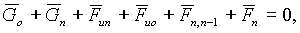 G̅ₒ + G̅ₙ + F̅ᵤₙ + F̅ᵤₒ + F̅ₙ,ₙ₋₁ + F̅ₙ = 0,